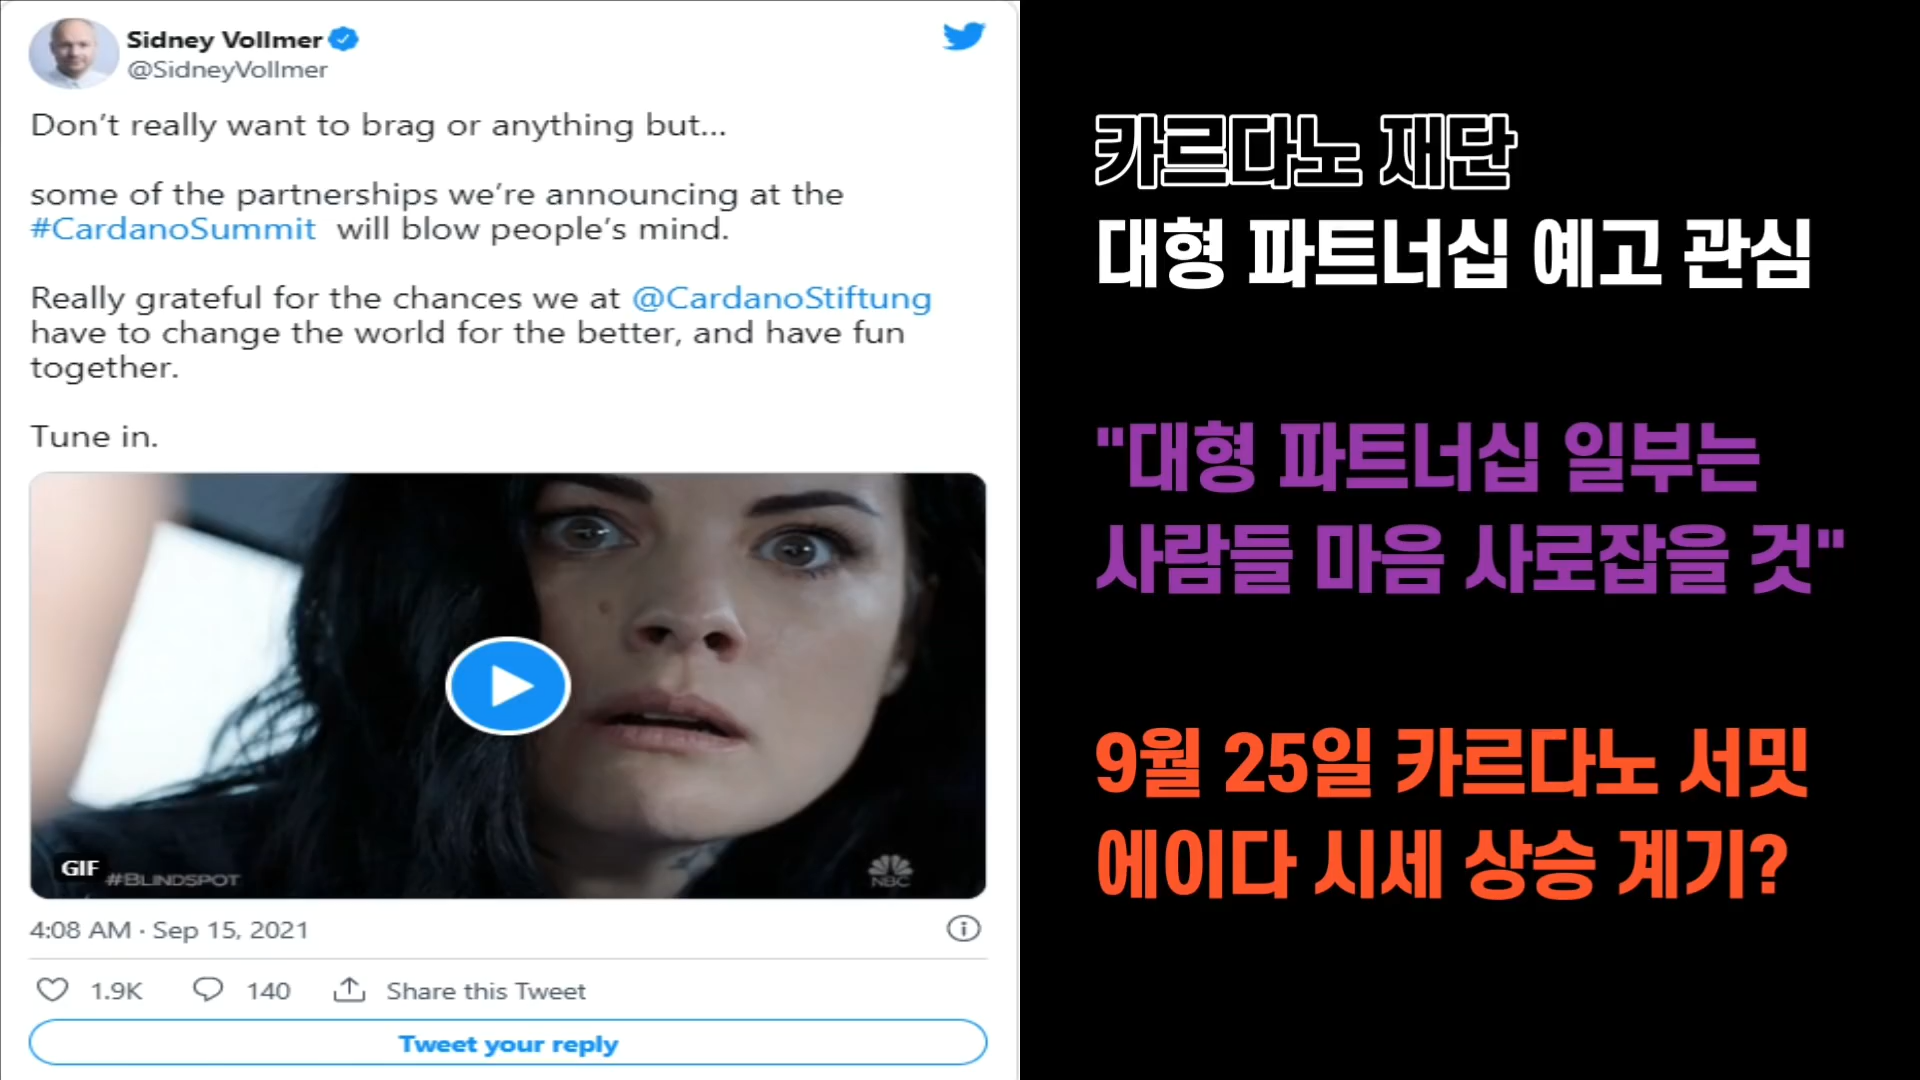 Sidney Vollmer
@SidneyVollmer
Don't really want to brag or anything but...
some of the partnerships we're announcing at the
#CardanoSummit will blow people's mind.
Really grateful for the chances we at @CardanoStiftung
have to change the world for the better, and have fun
together.
Tune in.
GIF #BLINDSPOT
NBC
4:08 AM · Sep 15, 2021
1.9K 140 Share this Tweet
Tweet your reply
카르다노 재단
대형 파트너십 예고 관심
"대형 파트너십 일부는
사람들 마음 사로잡을 것"
9월 25일 카르다노 서밋
에이다 시세 상승 계기?